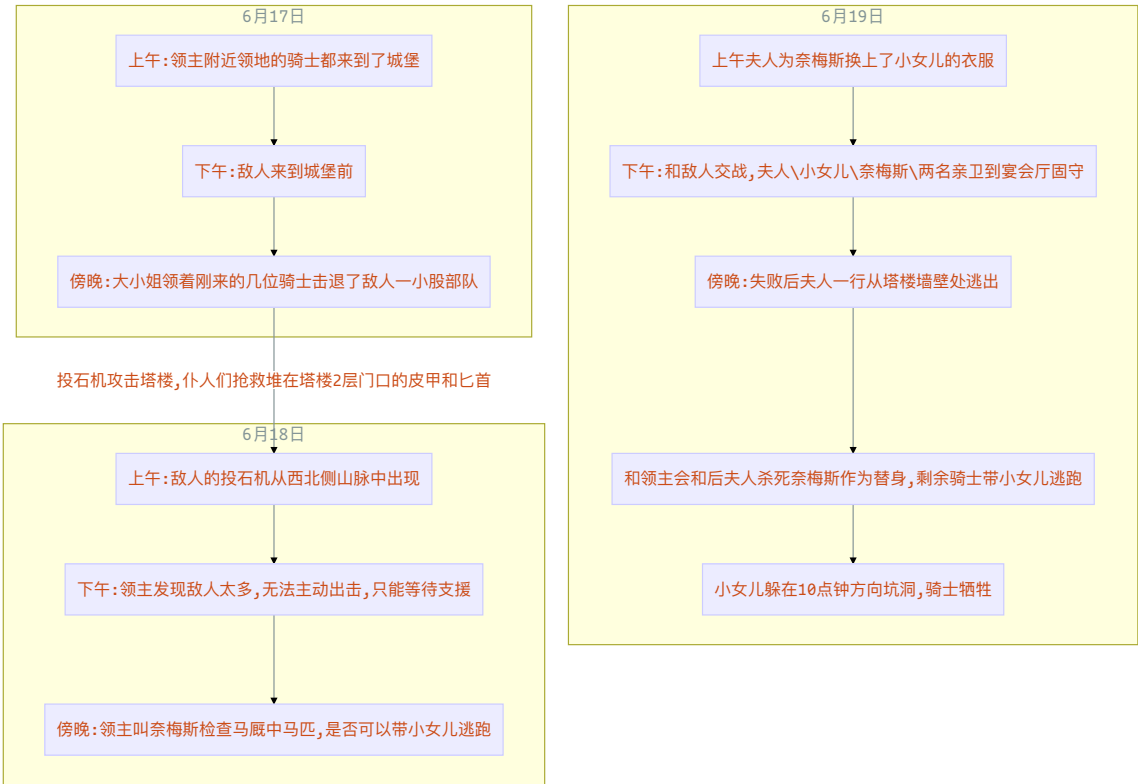 6月17日
上午:领主附近领地的骑士都来到了城堡
下午:敌人来到城堡前
傍晚:大小姐领着刚来的几位骑士击退了敌人一小股部队
投石机攻击塔楼,仆人们抢救堆在塔楼2层门口的皮甲和匕首
6月18日
上午:敌人的投石机从西北侧山脉中出现
下午:领主发现敌人太多,无法主动出击,只能等待支援
傍晚:领主叫奈梅斯检查马厩中马匹,是否可以带小女儿逃跑
6月19日
上午夫人为奈梅斯换上了小女儿的衣服
下午:和敌人交战,夫人\小女儿\奈梅斯\两名亲卫到宴会厅固守
傍晚:失败后夫人一行从塔楼墙壁处逃出
和领主会和后夫人杀死奈梅斯作为替身,剩余骑士带小女儿逃跑
小女儿躲在10点钟方向坑洞,骑士牺牲